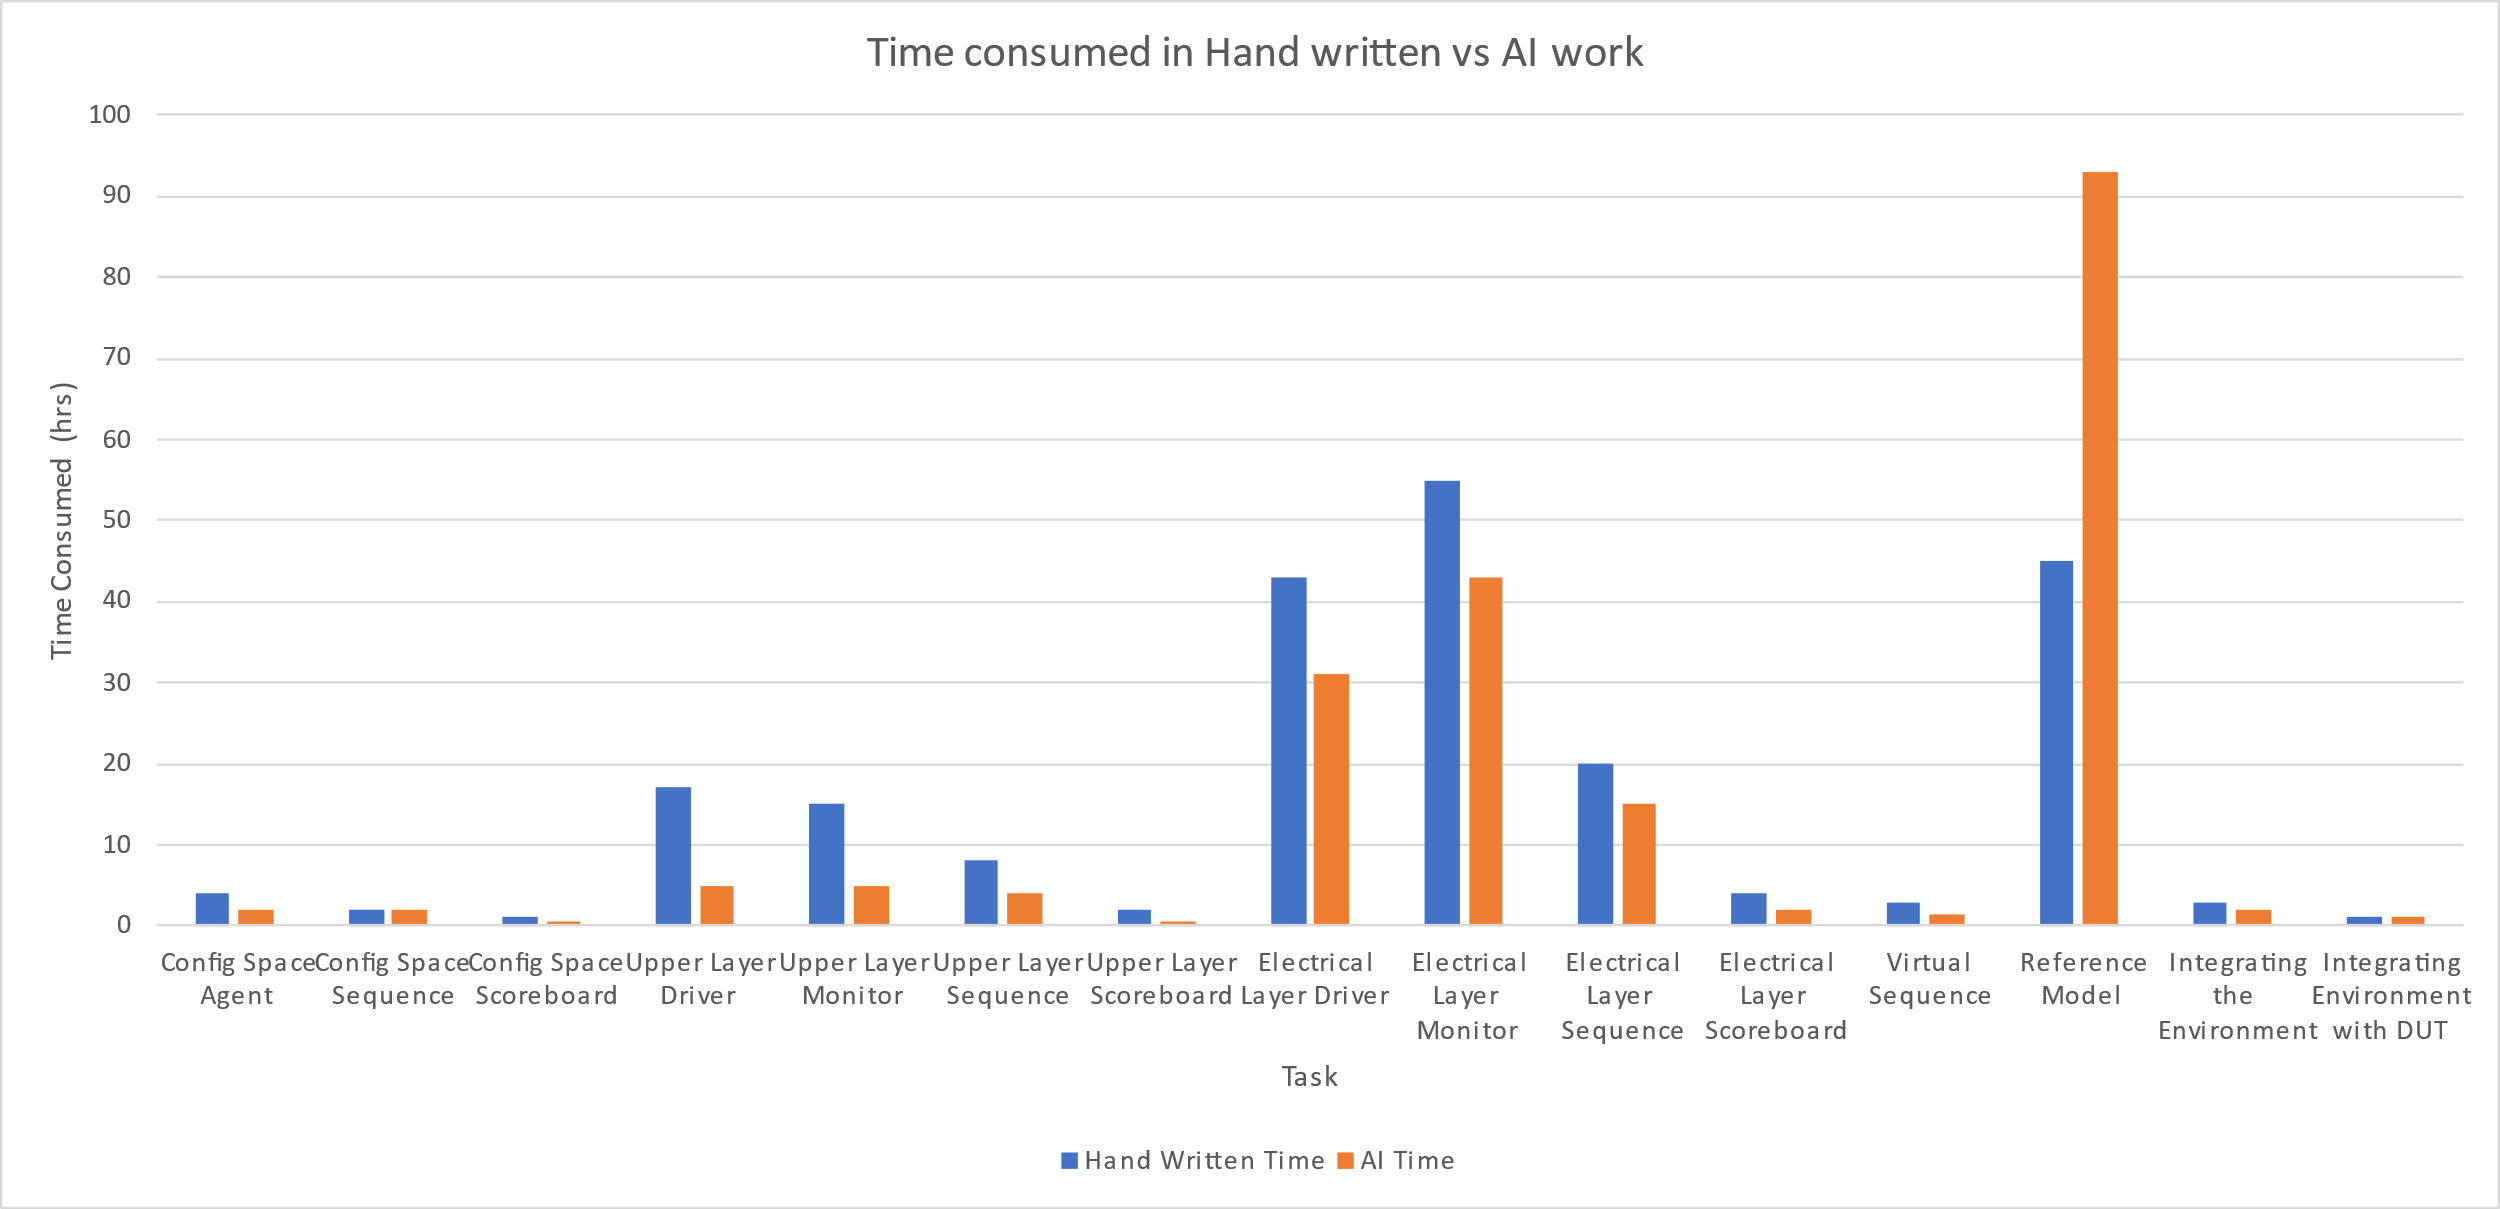 Time consumed in Hand written vs AI work
100
90
80
70
60
50
40
30
20
10
0
Time Consumed (hrs)
Config Space Agent
Config Space Sequence
Config Space Scoreboard
Upper Layer Driver
Upper Layer Monitor
Upper Layer Sequence
Upper Layer Scoreboard
Electrical Layer Driver
Electrical Layer Monitor
Electrical Layer Sequence
Electrical Layer Scoreboard
Virtual Sequence
Reference Model
Integrating the Environment
Integrating Environment with DUT
Task
Hand Written Time
AI Time